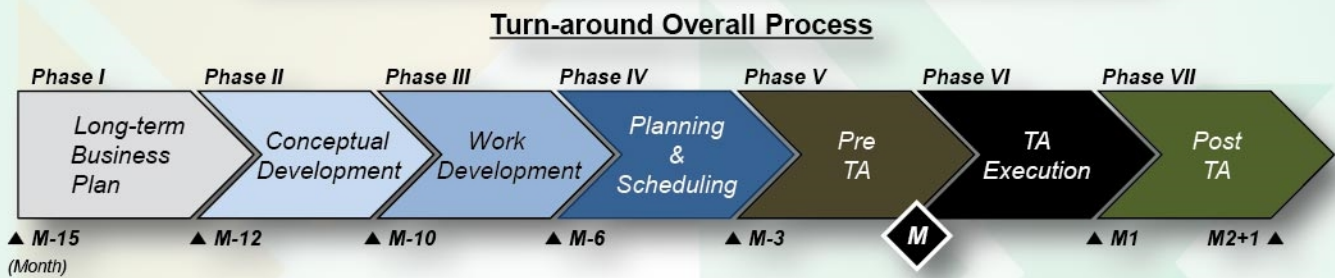 Turn-around Overall Process
Phase I
Phase II
Phase III
Phase IV
Phase V
Phase VI
Phase VII
Long-term
Business
Plan
Conceptual
Development
Work
Development
Planning
&
Scheduling
Pre
TA
TA
Execution
Post
TA
▲ M-15
(Month)
▲ M-12
▲ M-10
▲ M-6
▲ M-3
M
▲ M1
M2+1 ▲